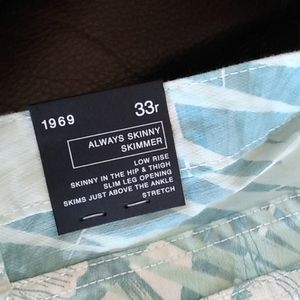 1969
33r
ALWAYS SKINNY
SKIMMER
LOW RISE
SKINNY IN THE HIP & THIGH
SLIM LEG OPENING
SKIMS JUST ABOVE THE ANKLE
STRETCH